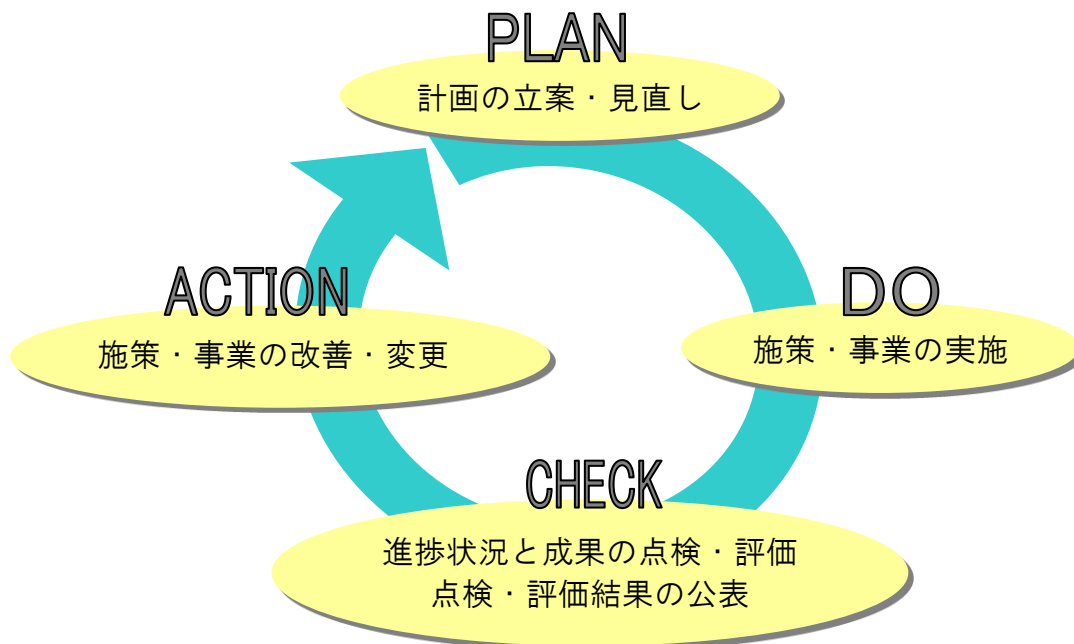 PLAN
計画の立案・見直し
DO
施策・事業の実施
CHECK
進捗状況と成果の点検・評価
点検・評価結果の公表
ACTION
施策・事業の改善・変更